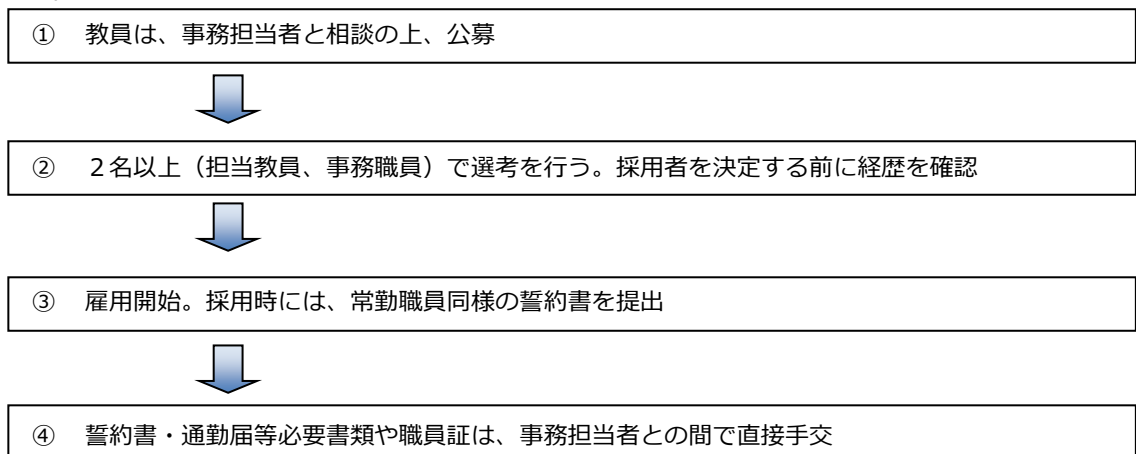 ① 教員は、事務担当者と相談の上、公募
② 2名以上（担当教員、事務職員）で選考を行う。採用者を決定する前に経歴を確認
③ 雇用開始。採用時には、常勤職員同様の誓約書を提出
④ 誓約書・通勤届等必要書類や職員証は、事務担当者との間で直接手交